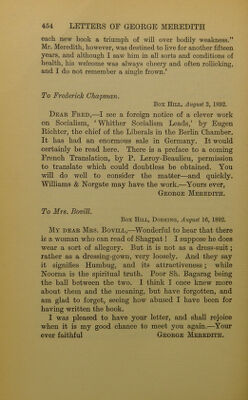 454 LETTERS OF GEORGE MEREDITH
each new book a triumph of will over bodily weakness."
Mr. Meredith, however, was destined to live for another fifteen
years, and although I saw him in all sorts and conditions of
health, his welcome was always cheery and often rollicking,
and I do not remember a single frown.'
To Frederick Chapman.
Box Hill, August 3, 1892.
Dear Fred,—I see a foreign notice of a clever work
on Socialism, 'Whither Socialism Leads,' by Eugen
Richter, the chief of the Liberals in the Berlin Chamber.
It has had an enormous sale in Germany. It would
certainly be read here. There is a preface to a coming
French Translation, by P. Leroy-Beaulieu, permission
to translate which could doubtless be obtained. You
will do well to consider the matter—and quickly.
Williams & Norgate may have the work.—Yours ever,
George Meredith.
To Mrs. Bovill.
Box Hill, Dorking, August 16, 1892.
My dear Mrs. Bovill,—Wonderful to hear that there
is a woman who can read of Shagpat! I suppose he does
wear a sort of allegory. But it is not as a dress-suit;
rather as a dressing-gown, very loosely. And they say
it signifies Humbug, and its attractiveness; while
Noorna is the spiritual truth. Poor Sh. Bagarag being
the ball between the two. I think I once knew more
about them and the meaning, but have forgotten, and
am glad to forget, seeing how abused I have been for
having written the book.
I was pleased to have your letter, and shall rejoice
when it is my good chance to meet you again.—Your
ever faithful George Meredith.